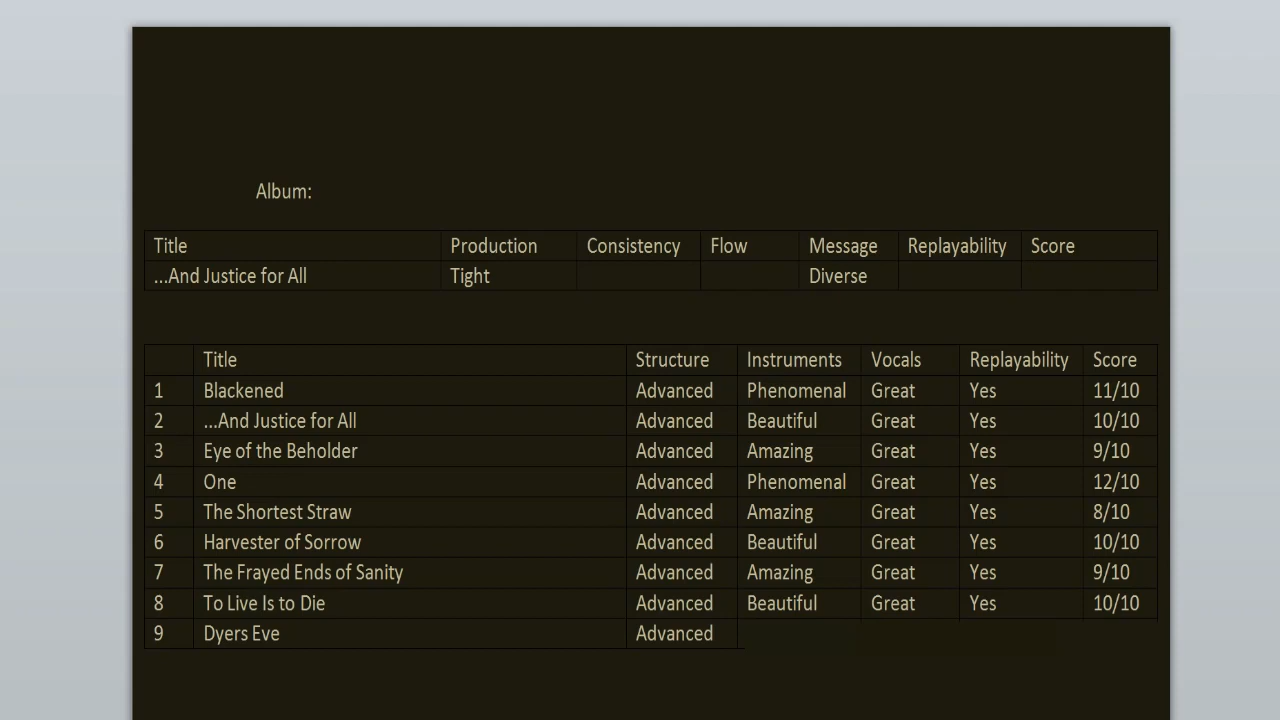 Album:
Title Production Consistency Flow Message Replayability Score
...And Justice for All Tight Diverse
Title Structure Instruments Vocals Replayability Score
1 Blackened Advanced Phenomenal Great Yes 11/10
2 ...And Justice for All Advanced Beautiful Great Yes 10/10
3 Eye of the Beholder Advanced Amazing Great Yes 9/10
4 One Advanced Phenomenal Great Yes 12/10
5 The Shortest Straw Advanced Amazing Great Yes 8/10
6 Harvester of Sorrow Advanced Beautiful Great Yes 10/10
7 The Frayed Ends of Sanity Advanced Amazing Great Yes 9/10
8 To Live Is to Die Advanced Beautiful Great Yes 10/10
9 Dyers Eve Advanced